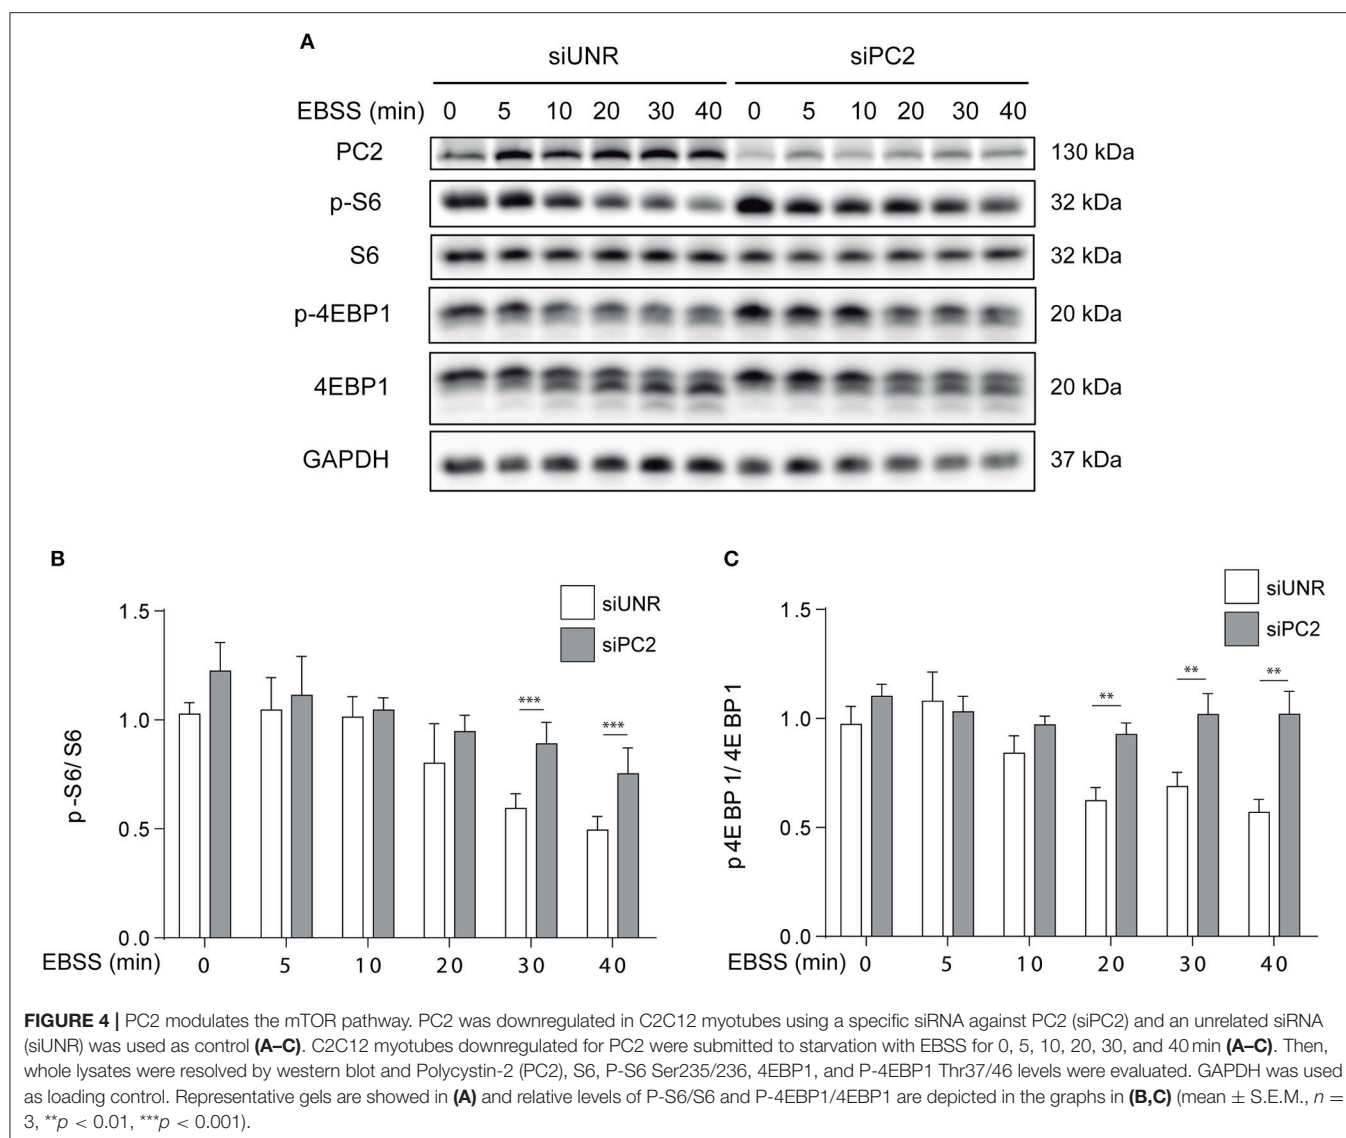 A
siUNR siPC2
EBSS (min) 0 5 10 20 30 40 0 5 10 20 30 40
PC2 130 kDa
p-S6 32 kDa
S6 32 kDa
p-4EBP1 20 kDa
4EBP1 20 kDa
GAPDH 37 kDa
B
siUNR
siPC2
p -S6/ S6
1.5
1.0
0.5
0.0
*** ***
EBSS (min) 0 5 10 20 30 40
C
siUNR
siPC2
p 4E BP 1/ 4E BP 1
1.5
1.0
0.5
0.0
** ** **
EBSS (min) 0 5 10 20 30 40
FIGURE 4 | PC2 modulates the mTOR pathway. PC2 was downregulated in C2C12 myotubes using a specific siRNA against PC2 (siPC2) and an unrelated siRNA
(siUNR) was used as control (A–C). C2C12 myotubes downregulated for PC2 were submitted to starvation with EBSS for 0, 5, 10, 20, 30, and 40 min (A–C). Then,
whole lysates were resolved by western blot and Polycystin-2 (PC2), S6, P-S6 Ser235/236, 4EBP1, and P-4EBP1 Thr37/46 levels were evaluated. GAPDH was used
as loading control. Representative gels are shown in (A) and relative levels of P-S6/S6 and P-4EBP1/4EBP1 are depicted in the graphs in (B,C) (mean ± S.E.M., n =
3, **p < 0.01, ***p < 0.001).